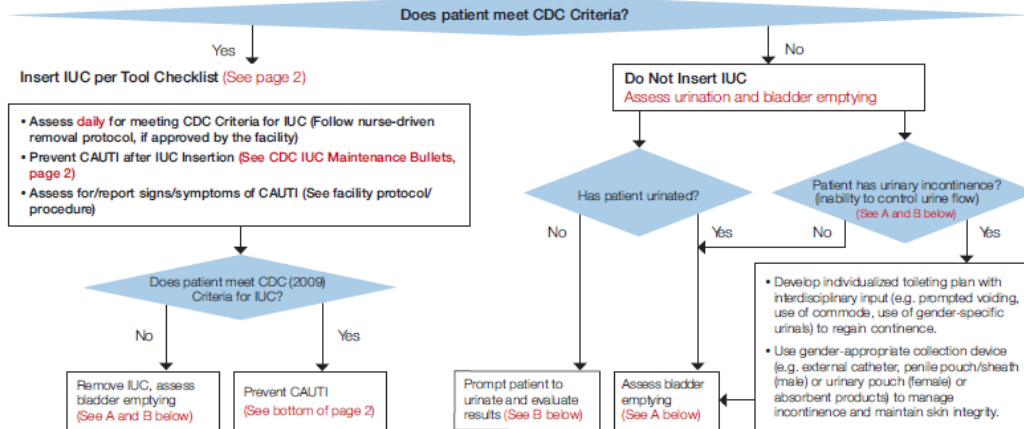 Does patient meet CDC Criteria?
Yes
No
Insert IUC per Tool Checklist (See page 2)
Do Not Insert IUC
Assess urination and bladder emptying
• Assess daily for meeting CDC Criteria for IUC (Follow nurse-driven
removal protocol, if approved by the facility)
• Prevent CAUTI after IUC Insertion (See CDC IUC Maintenance Bullets,
page 2)
• Assess for/report signs/symptoms of CAUTI (See facility protocol/
procedure)
Has patient urinated?
Patient has urinary incontinence?
(inability to control urine flow)
(See A and B below)
No
Yes
No
Yes
Does patient meet CDC (2009)
Criteria for IUC?
No
Yes
• Develop individualized toileting plan with
interdisciplinary input (e.g. prompted voiding,
use of commode, use of gender-specific
urinals) to regain continence.
• Use gender-appropriate collection device
(e.g. external catheter, penile pouch/sheath
(male) or urinary pouch (female) or
absorbent products) to manage
incontinence and maintain skin integrity.
Remove IUC, assess
bladder emptying
(See A and B below)
Prevent CAUTI
(See bottom of page 2)
Prompt patient to
urinate and evaluate
results (See B below)
Assess bladder
emptying
(See A below)